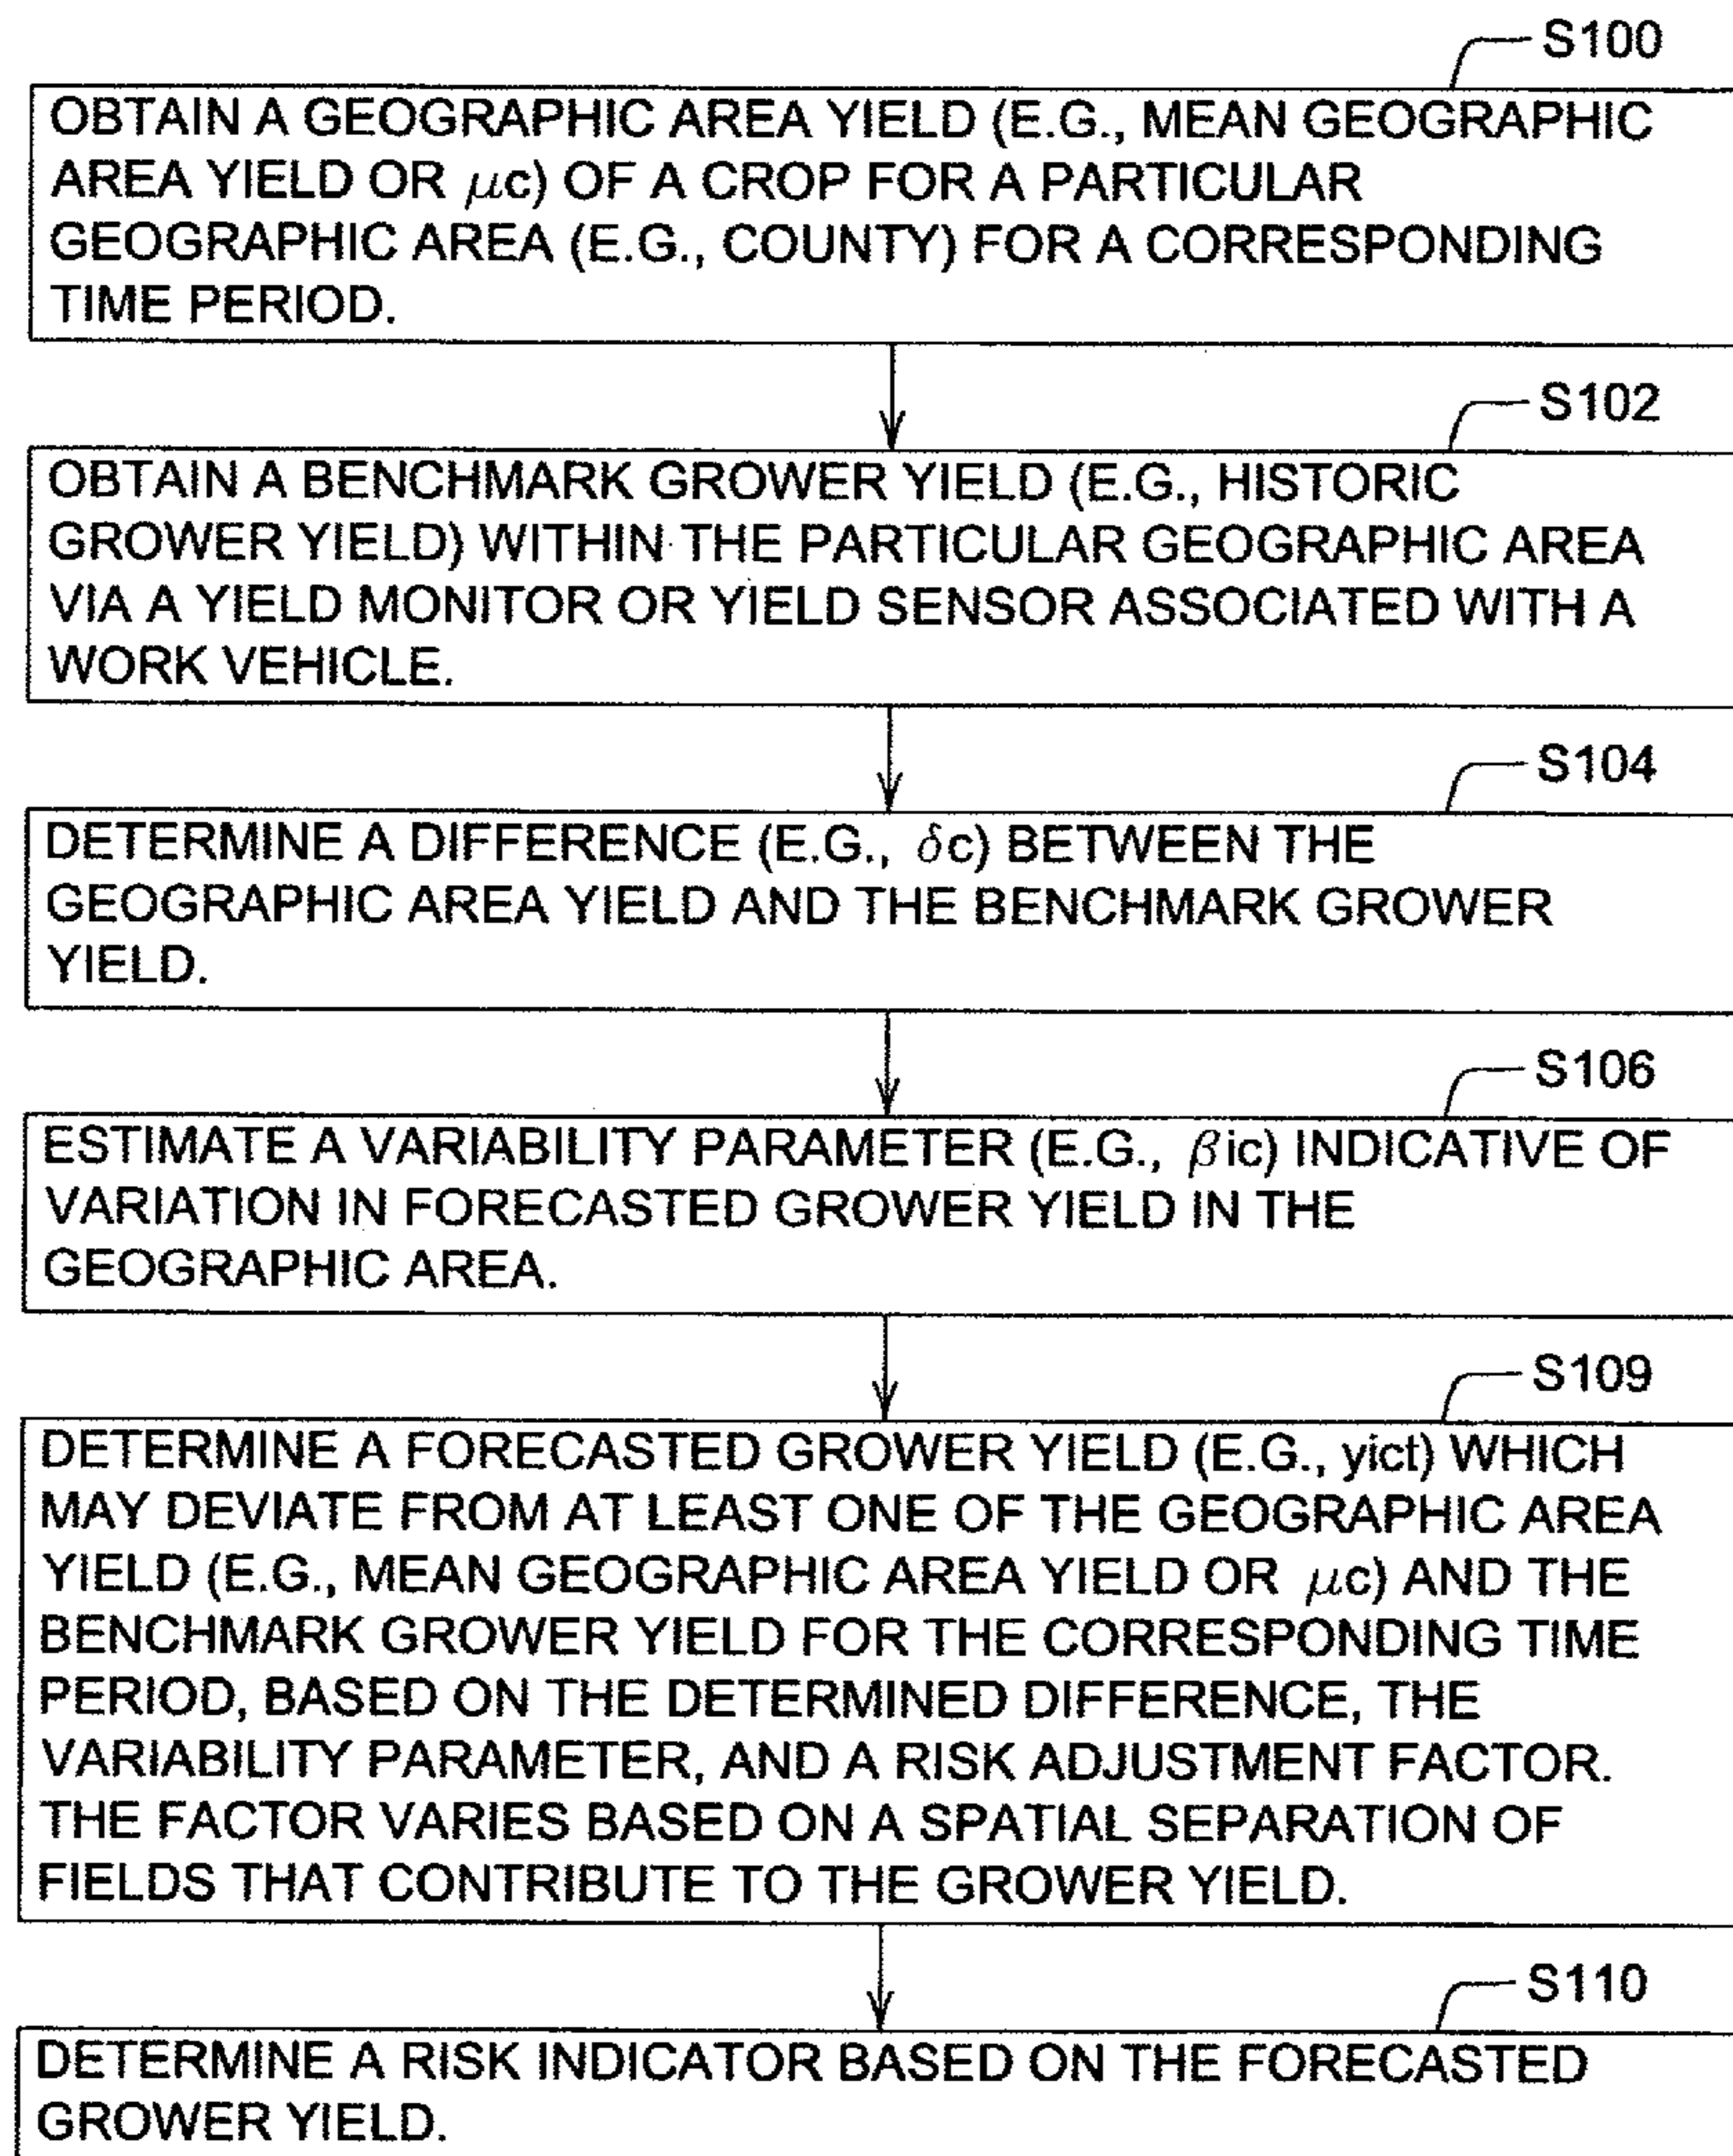 S100
OBTAIN A GEOGRAPHIC AREA YIELD (E.G., MEAN GEOGRAPHIC
AREA YIELD OR μc) OF A CROP FOR A PARTICULAR
GEOGRAPHIC AREA (E.G., COUNTY) FOR A CORRESPONDING
TIME PERIOD.
S102
OBTAIN A BENCHMARK GROWER YIELD (E.G., HISTORIC
GROWER YIELD) WITHIN THE PARTICULAR GEOGRAPHIC AREA
VIA A YIELD MONITOR OR YIELD SENSOR ASSOCIATED WITH A
WORK VEHICLE.
S104
DETERMINE A DIFFERENCE (E.G., δc) BETWEEN THE
GEOGRAPHIC AREA YIELD AND THE BENCHMARK GROWER
YIELD.
S106
ESTIMATE A VARIABILITY PARAMETER (E.G., βic) INDICATIVE OF
VARIATION IN FORECASTED GROWER YIELD IN THE
GEOGRAPHIC AREA.
S109
DETERMINE A FORECASTED GROWER YIELD (E.G., yict) WHICH
MAY DEVIATE FROM AT LEAST ONE OF THE GEOGRAPHIC AREA
YIELD (E.G., MEAN GEOGRAPHIC AREA YIELD OR μc) AND THE
BENCHMARK GROWER YIELD FOR THE CORRESPONDING TIME
PERIOD, BASED ON THE DETERMINED DIFFERENCE, THE
VARIABILITY PARAMETER, AND A RISK ADJUSTMENT FACTOR.
THE FACTOR VARIES BASED ON A SPATIAL SEPARATION OF
FIELDS THAT CONTRIBUTE TO THE GROWER YIELD.
S110
DETERMINE A RISK INDICATOR BASED ON THE FORECASTED
GROWER YIELD.